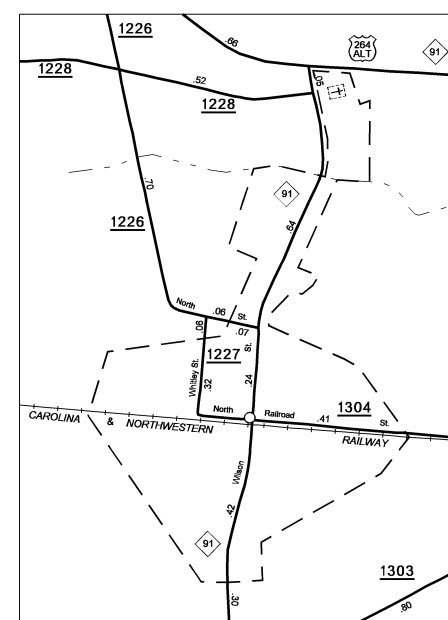 1226
.66
264
ALT
91
1228
.52
.05
1228
.70
91
1226
.64
North
.06
St.
.06
.07
1227
St.
Whitley St.
.32
.24
North
Railroad
.41
1304
St.
CAROLINA & NORTHWESTERN RAILWAY
Wilson
.42
91
1303
.30
.80